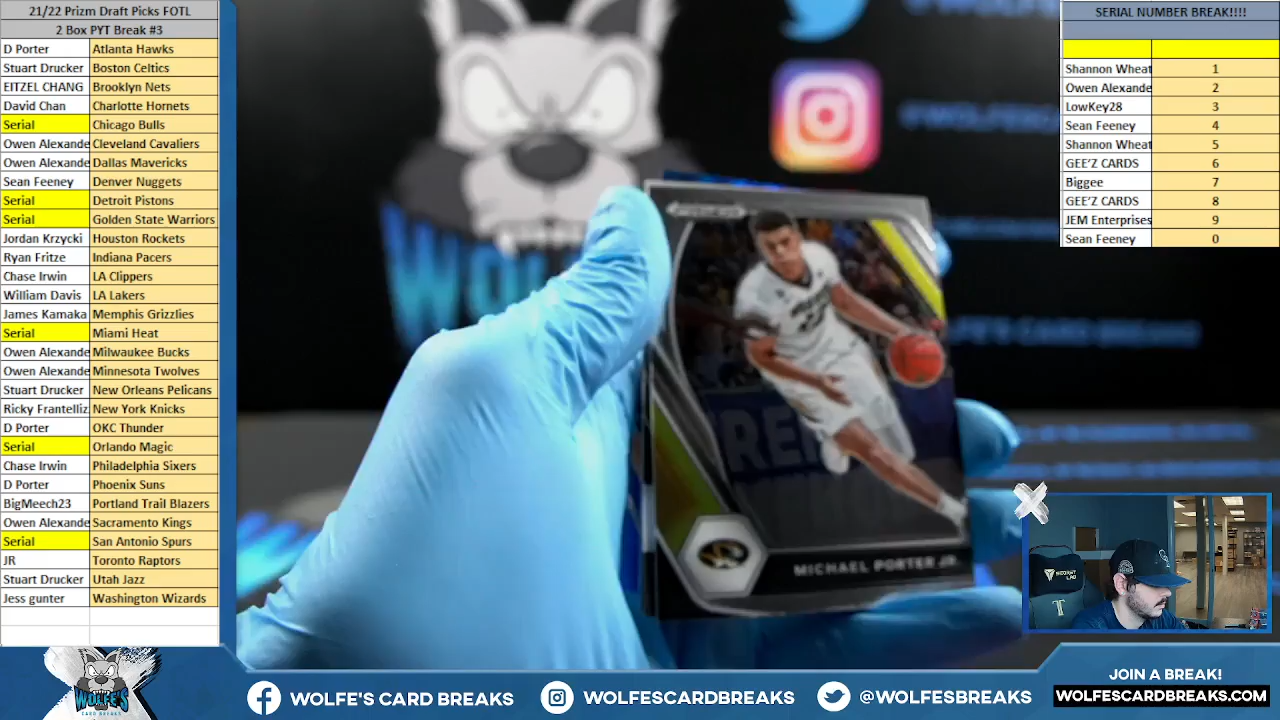 21/22 Prizm Draft Picks FOTL
2 Box PYT Break #3
D Porter Atlanta Hawks
Stuart Drucker Boston Celtics
EITZEL CHANG Brooklyn Nets
David Chan Charlotte Hornets
Serial Chicago Bulls
Owen Alexande Cleveland Cavaliers
Owen Alexande Dallas Mavericks
Sean Feeney Denver Nuggets
Serial Detroit Pistons
Serial Golden State Warriors
Jordan Krzycki Houston Rockets
Ryan Fritze Indiana Pacers
Chase Irwin LA Clippers
William Davis LA Lakers
James Kamaka Memphis Grizzlies
Serial Miami Heat
Owen Alexande Milwaukee Bucks
Owen Alexande Minnesota Twolves
Stuart Drucker New Orleans Pelicans
Ricky Frantelliz New York Knicks
D Porter OKC Thunder
Serial Orlando Magic
Chase Irwin Philadelphia Sixers
D Porter Phoenix Suns
BigMeech23 Portland Trail Blazers
Owen Alexande Sacramento Kings
Serial San Antonio Spurs
JR Toronto Raptors
Stuart Drucker Utah Jazz
Jess gunter Washington Wizards
SERIAL NUMBER BREAK!!!!
Shannon Wheat 1
Owen Alexande 2
LowKey28 3
Sean Feeney 4
Shannon Wheat 5
GEE'Z CARDS 6
Biggee 7
GEE'Z CARDS 8
JEM Enterprises 9
Sean Feeney 0
MICHAEL PORTER JR.
WOLFE'S
CARD BREAKS
WOLFE'S CARD BREAKS
WOLFESCARDBREAKS
@WOLFESBREAKS
JOIN A BREAK!
WOLFESCARDBREAKS.COM